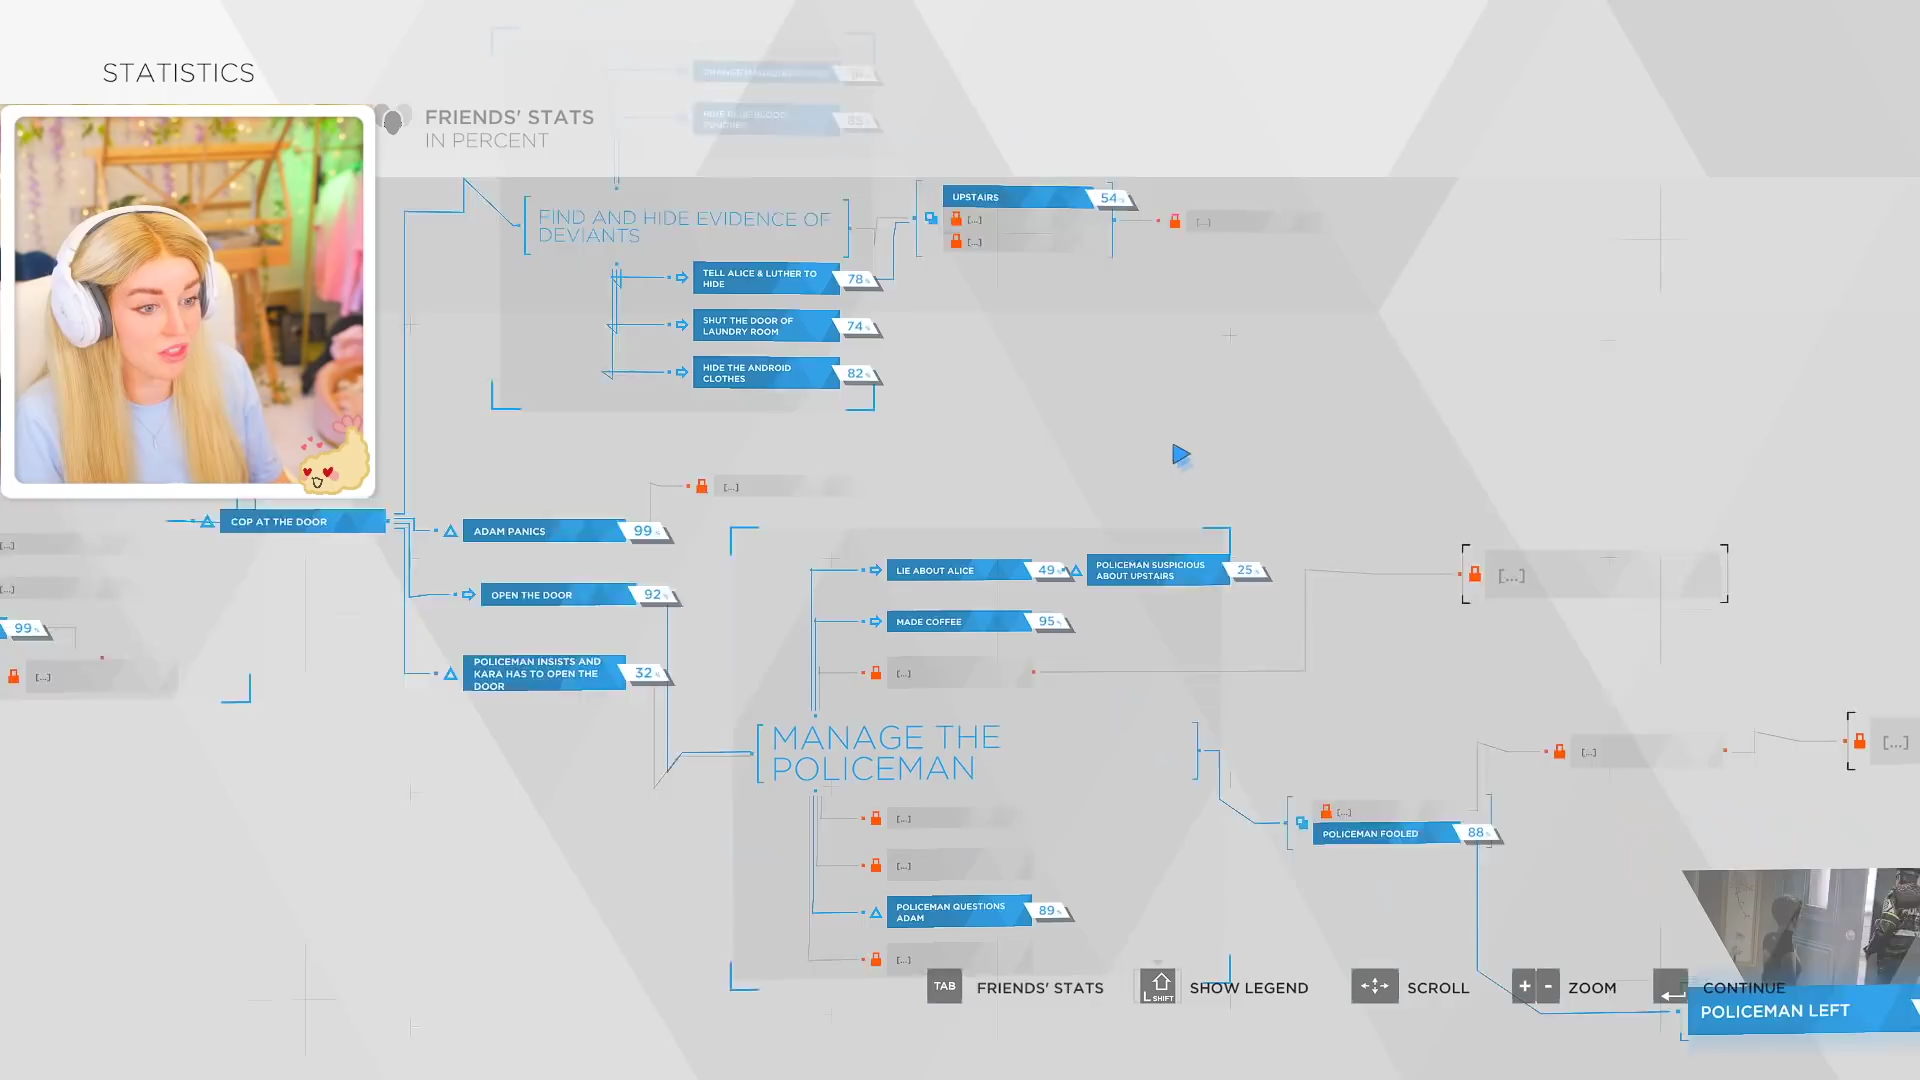 STATISTICS
FRIENDS' STATS
IN PERCENT
85
FIND AND HIDE EVIDENCE OF
DEVIANTS
UPSTAIRS
54%
[...]
[...]
[...]
TELL ALICE & LUTHER TO
HIDE
78%
SHUT THE DOOR OF
LAUNDRY ROOM
74%
HIDE THE ANDROID
CLOTHES
82%
[...]
COP AT THE DOOR
ADAM PANICS
99%
[...]
[...]
99%
[...]
OPEN THE DOOR
92%
POLICEMAN INSISTS AND
KARA HAS TO OPEN THE
DOOR
32%
LIE ABOUT ALICE
49%
POLICEMAN SUSPICIOUS
ABOUT UPSTAIRS
25%
[...]
MADE COFFEE
95%
[...]
MANAGE THE
POLICEMAN
[...]
[...]
[...]
POLICEMAN FOOLED
88%
[...]
[...]
POLICEMAN QUESTIONS
ADAM
89%
[...]
TAB
FRIENDS' STATS
L SHIFT
SHOW LEGEND
SCROLL
+ -
ZOOM
CONTINUE
POLICEMAN LEFT